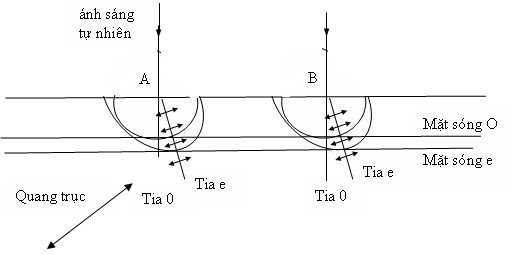 ánh sáng
tự nhiên
A
B
Mặt sóng O
Mặt sóng e
Tia e
Tia e
Quang trục
Tia 0
Tia 0